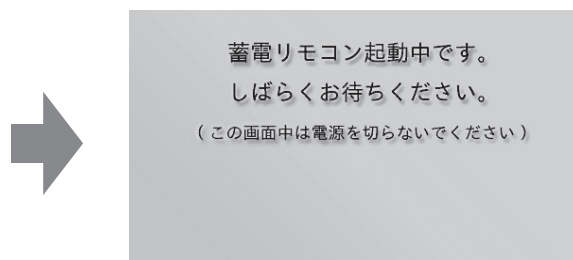 蓄電リモコン起動中です。
しばらくお待ちください。
（この画面中は電源を切らないでください）